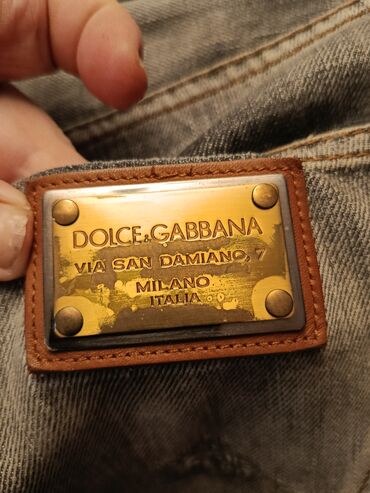 DOLCE&GABBANA
VIA SAN DAMIANO, 7
MILANO
ITALIA